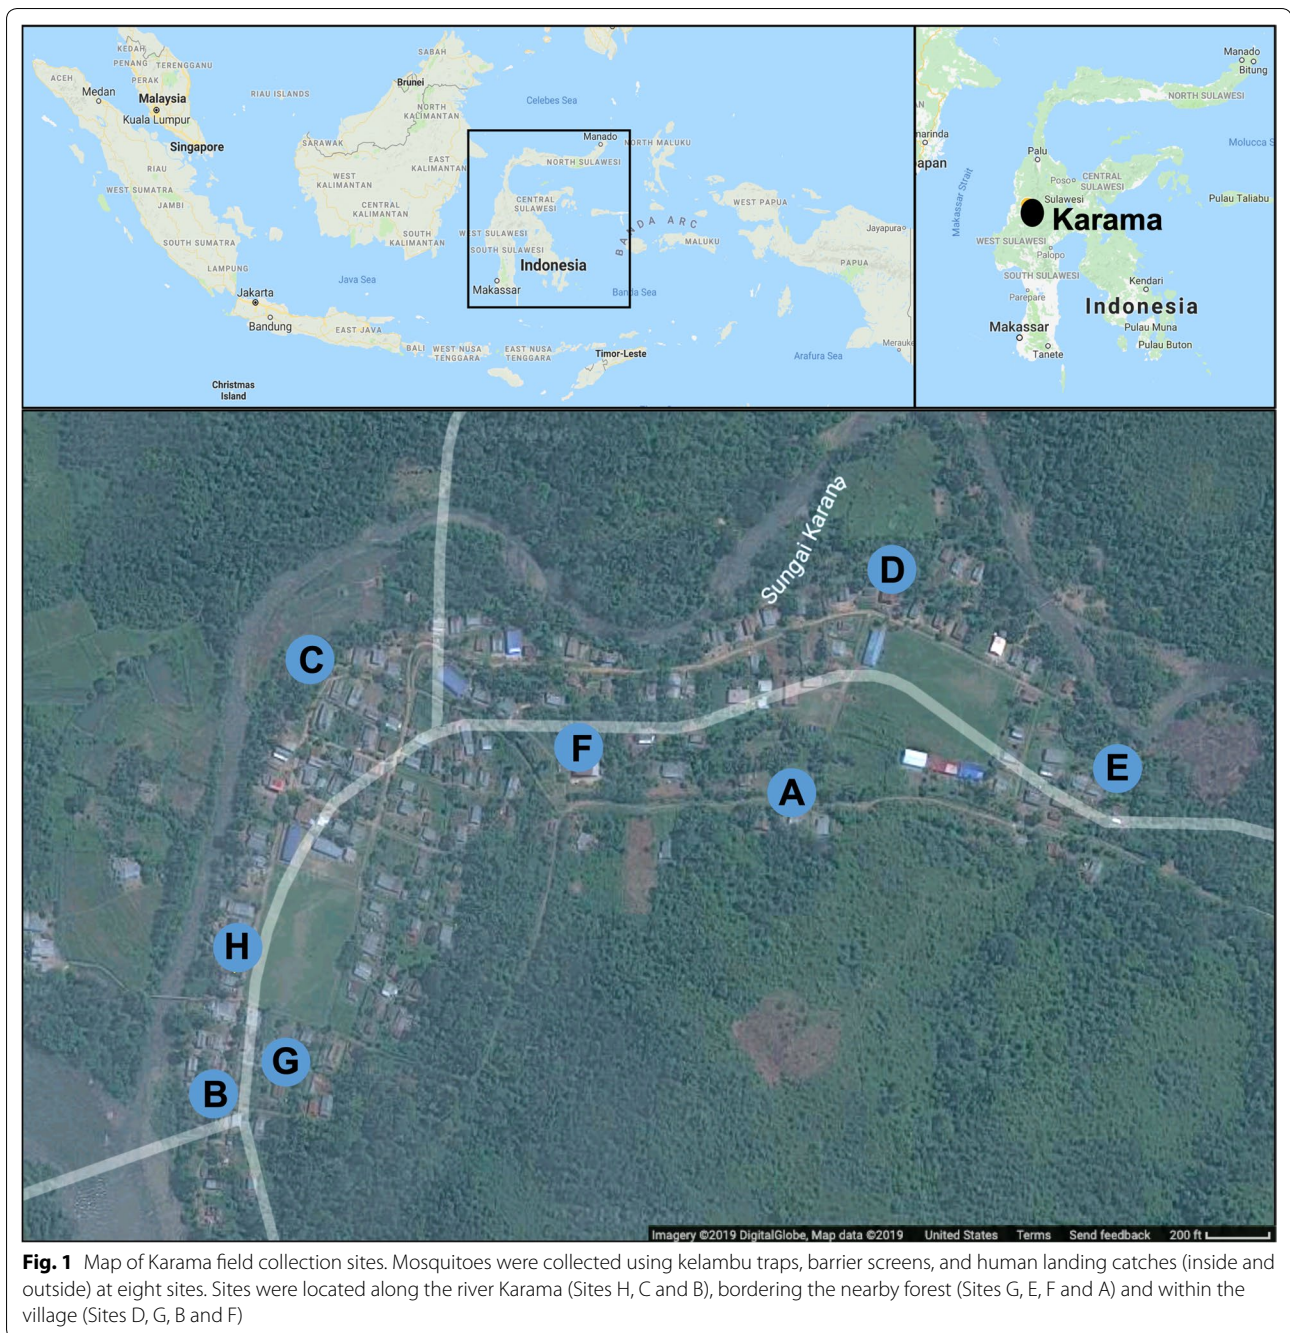 KEDAH
PENANG
TERENGGANU
PERAK
ACEH
Medan
Malaysia
Kuala Lumpur
Singapore
RIAU ISLANDS
RIAU
WEST SUMATRA
JAMBI
SOUTH SUMATRA
LAMPUNG
Jakarta
Bandung
EAST JAVA
Java Sea
Christmas
Island
SABAH
Brunei
NORTH
KALIMANTAN
SARAWAK
EAST
KALIMANTAN
WEST
KALIMANTAN
CENTRAL
KALIMANTAN
SOUTH
KALIMANTAN
BALI
WEST NUSA
TENGGARA
EAST NUSA
TENGGARA
Timor-Leste
Celebes Sea
Manado
NORTH SULAWESI
NORTH MALUKU
CENTRAL
SULAWESI
WEST SULAWESI
SOUTH SULAWESI
Indonesia
Makassar
BANDA ARC
Banda Sea
MALUKU
WEST PAPUA
Jayapura
PAPUA
Merauke
Arafura Sea
Manado
Bitung
NORTH SULAWESI
Molucca S
AN
narinda
apan
Makassar Strait
Palu
Poso
CENTRAL
SULAWESI
Sulawesi
Pulau Taliabu
Karama
WEST SULAWESI
Palopo
SOUTH SULAWESI
Kendari
Parepare
Indonesia
Makassar
Pulau Muna
Pulau Buton
Tanete
Sungai Karana
D
C
F
E
A
H
G
B
Imagery ©2019 DigitalGlobe, Map data ©2019 United States Terms Send feedback 200 ft
Fig. 1 Map of Karama field collection sites. Mosquitoes were collected using kelambu traps, barrier screens, and human landing catches (inside and
outside) at eight sites. Sites were located along the river Karama (Sites H, C and B), bordering the nearby forest (Sites G, E, F and A) and within the
village (Sites D, G, B and F)